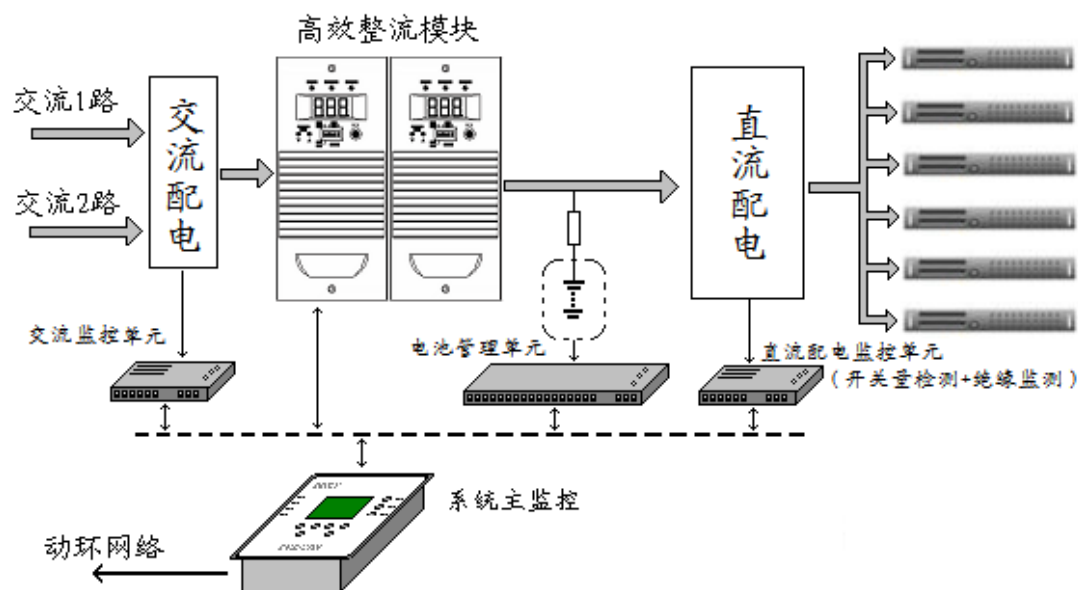 高效整流模块
交流1路
交流2路
交流配电
直流配电
交流监控单元
电池管理单元
直流配电监控单元
（开关量检测+绝缘监测）
系统主监控
动环网络